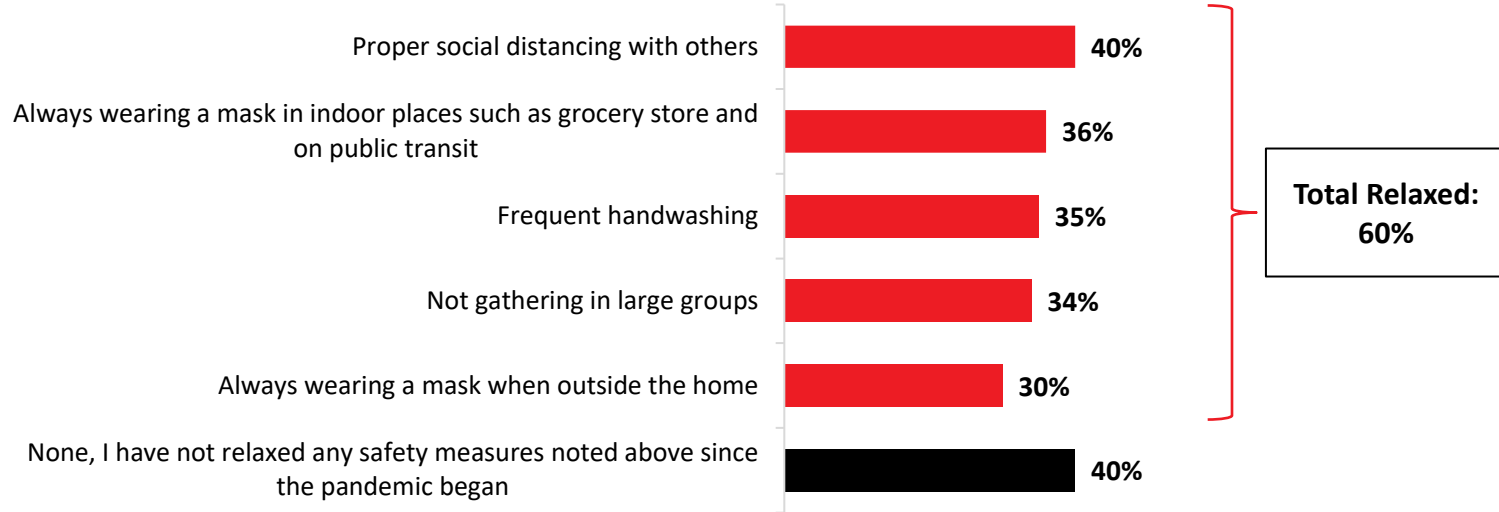 Proper social distancing with others
40%
Always wearing a mask in indoor places such as grocery store and
on public transit
36%
Frequent handwashing
35%
Not gathering in large groups
34%
Always wearing a mask when outside the home
30%
None, I have not relaxed any safety measures noted above since
the pandemic began
40%
Total Relaxed:
60%